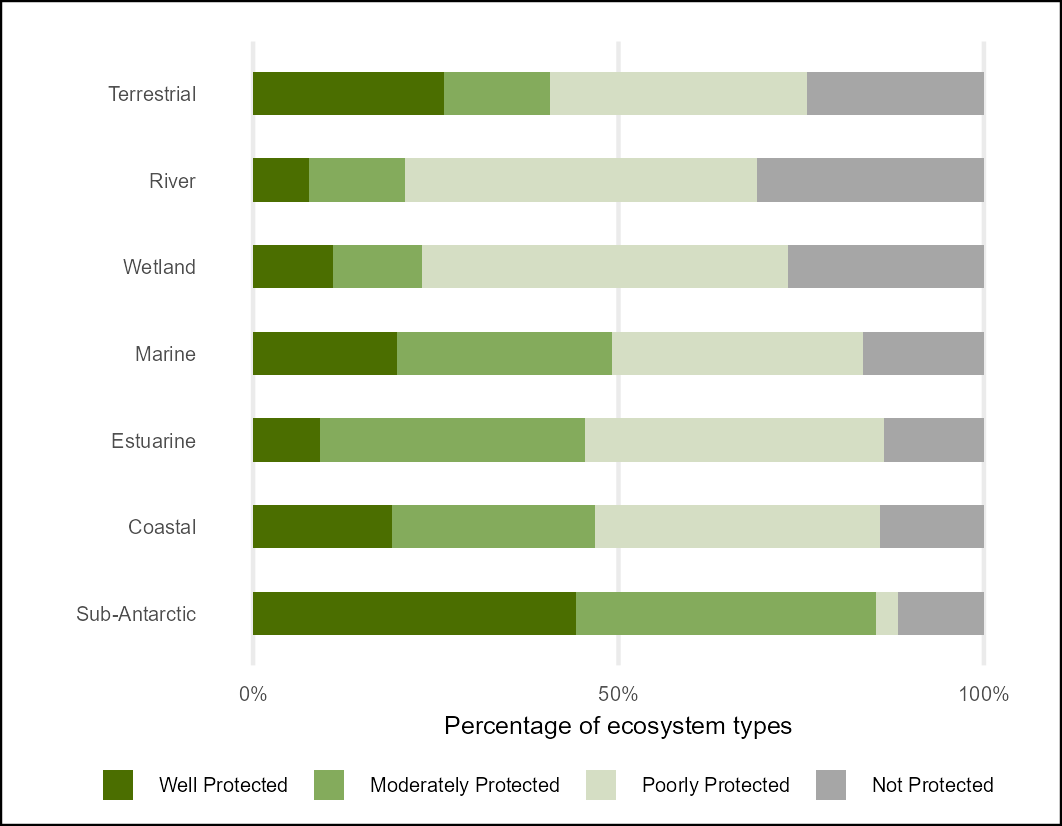 Terrestrial
River
Wetland
Marine
Estuarine
Coastal
Sub-Antarctic
0% 50% 100%
Percentage of ecosystem types
Well Protected Moderately Protected Poorly Protected Not Protected